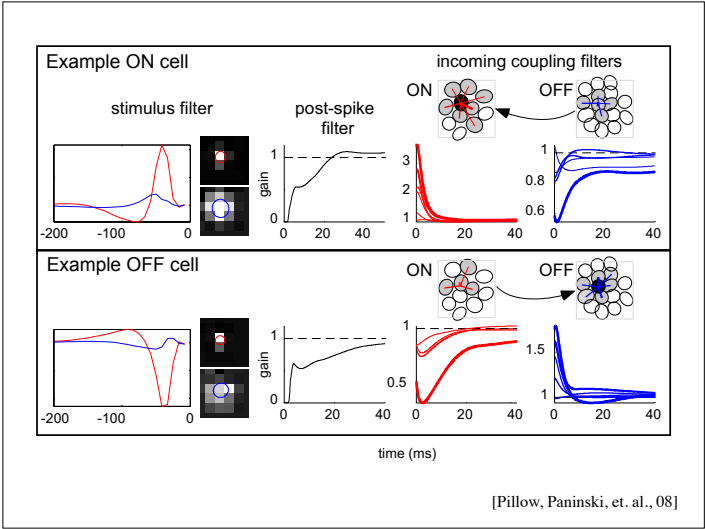 Example ON cell
incoming coupling filters
ON
OFF
stimulus filter
post-spike
filter
gain
1
0
3
2
1
1
0.8
0.6
-200
-100
0
0
20
40
0
20
40
0
20
40
Example OFF cell
ON
OFF
gain
1
0
1
0.5
1.5
1
-200
-100
0
0
20
40
0
20
40
0
20
40
time (ms)
[Pillow, Paninski, et. al., 08]